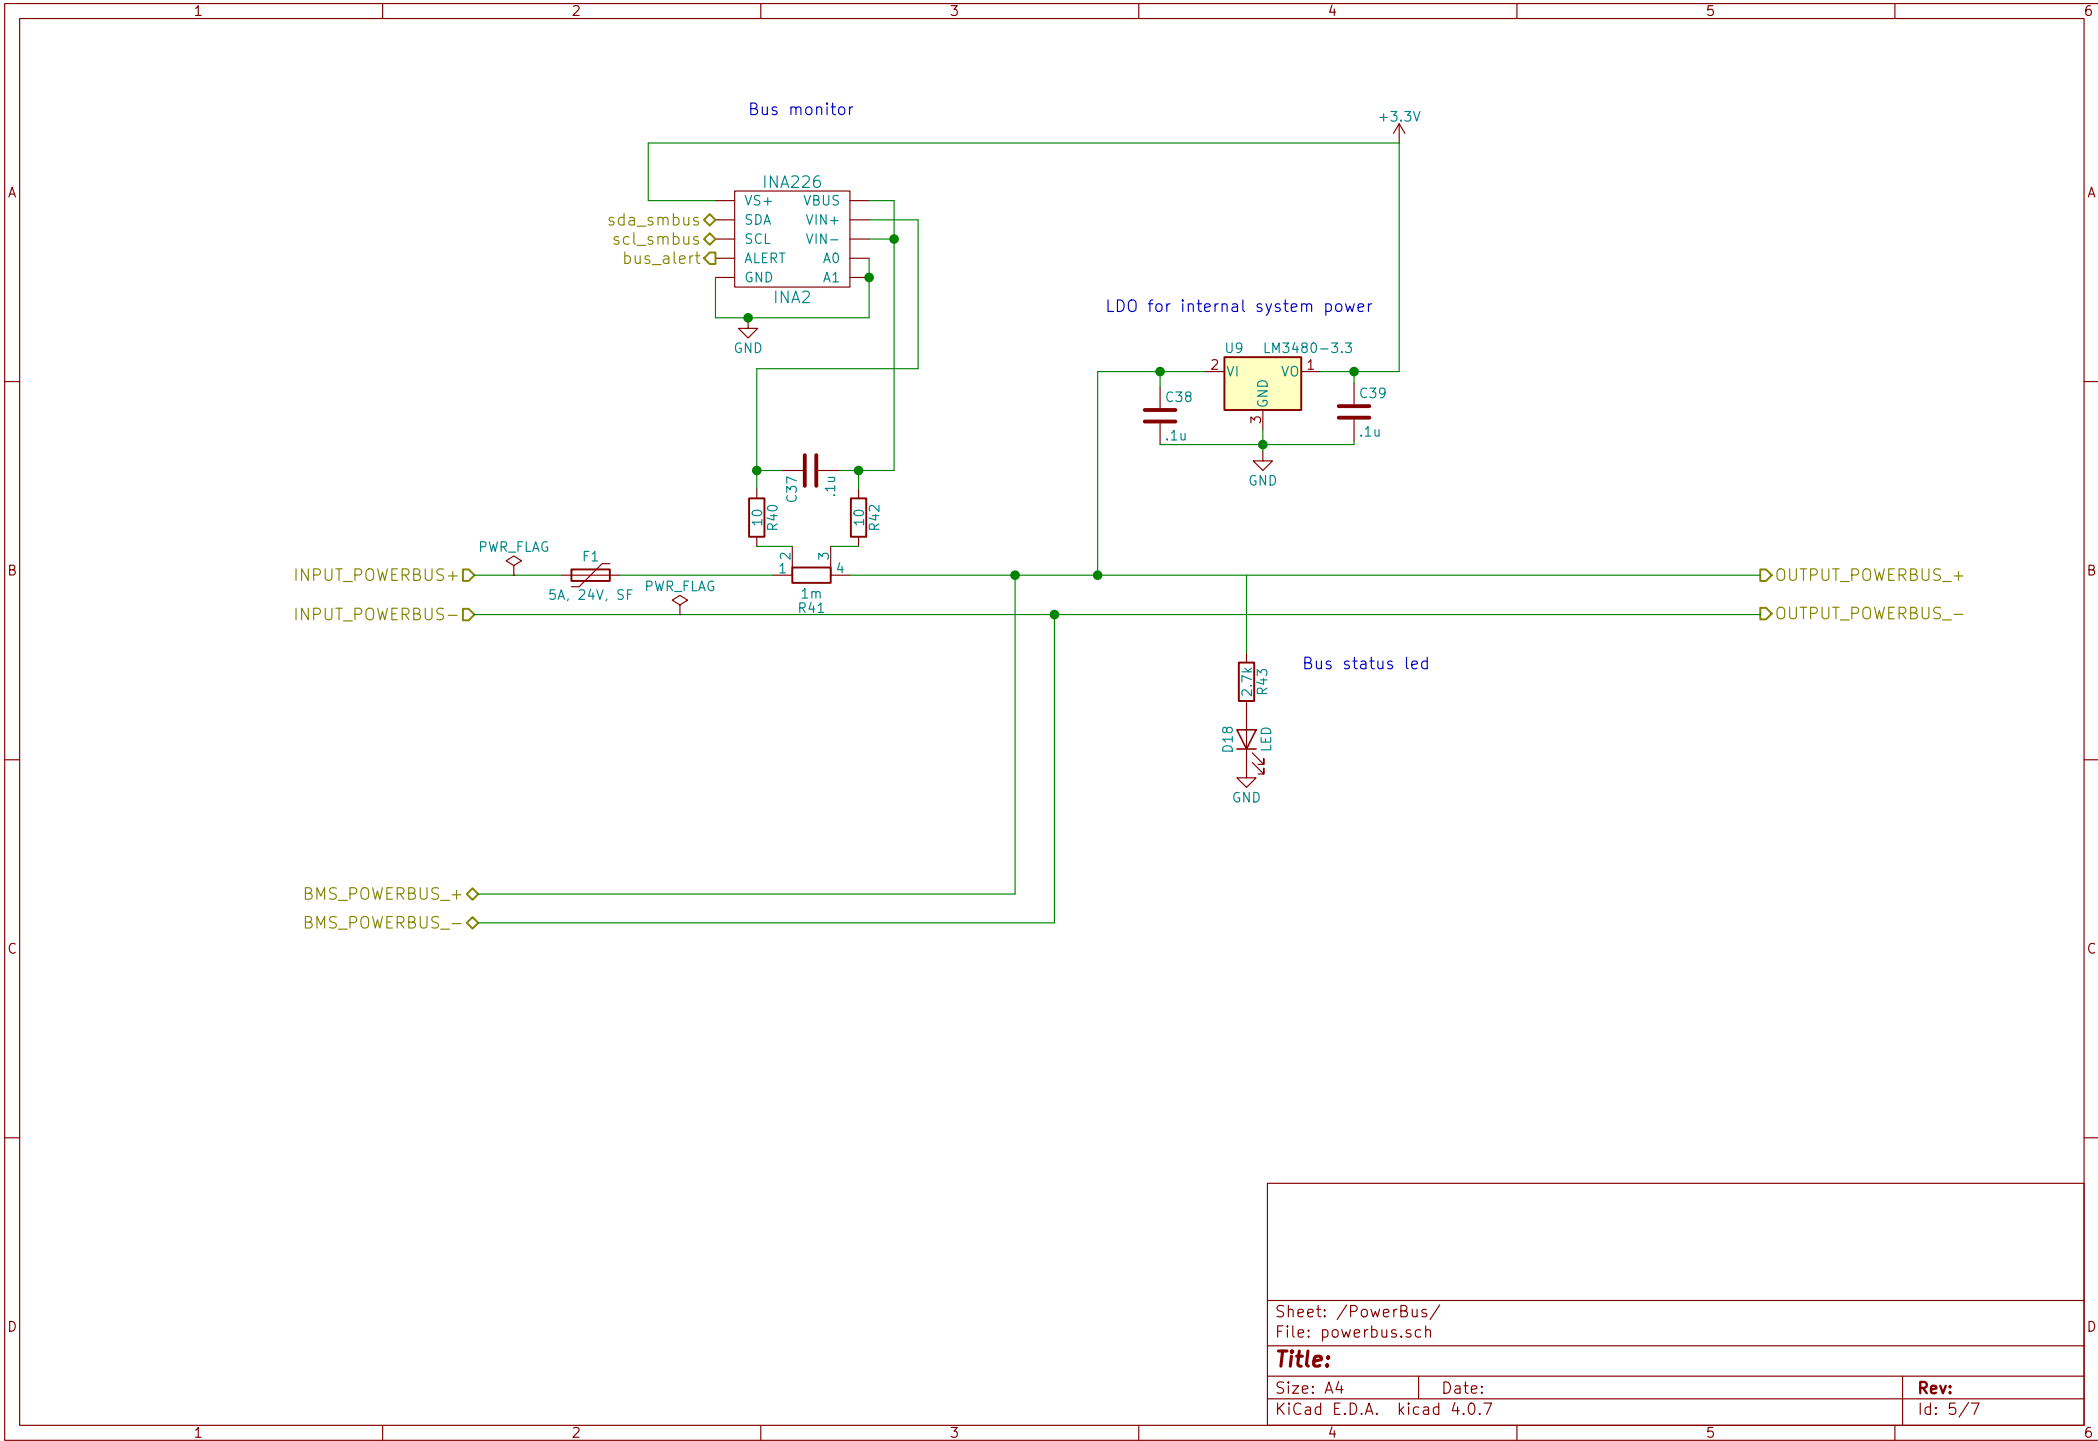 1 2 3 4 5 6
Bus monitor
+3.3V
A A
INA226
VS+ VBUS
sda_smbus SDA VIN+
scl_smbus SCL VIN-
bus_alert ALERT A0
GND A1
INA2
GND
LDO for internal system power
U9 LM3480-3.3
2 VI VO 1
GND
3
C38
.1u
C39
.1u
GND
C37
.1u
10
R40
10
R42
PWR_FLAG
F1
2 3
B B
INPUT_POWERBUS+ 1 4 OUTPUT_POWERBUS_+
5A, 24V, SF
PWR_FLAG
1m
R41
INPUT_POWERBUS- OUTPUT_POWERBUS_-
Bus status led
2.7k
R43
D18
LED
GND
BMS_POWERBUS_+
BMS_POWERBUS_-
C C
Sheet: /PowerBus/
File: powerbus.sch
D D
Title:
Size: A4 Date: Rev:
KiCad E.D.A. kicad 4.0.7 Id: 5/7
1 2 3 4 5 6